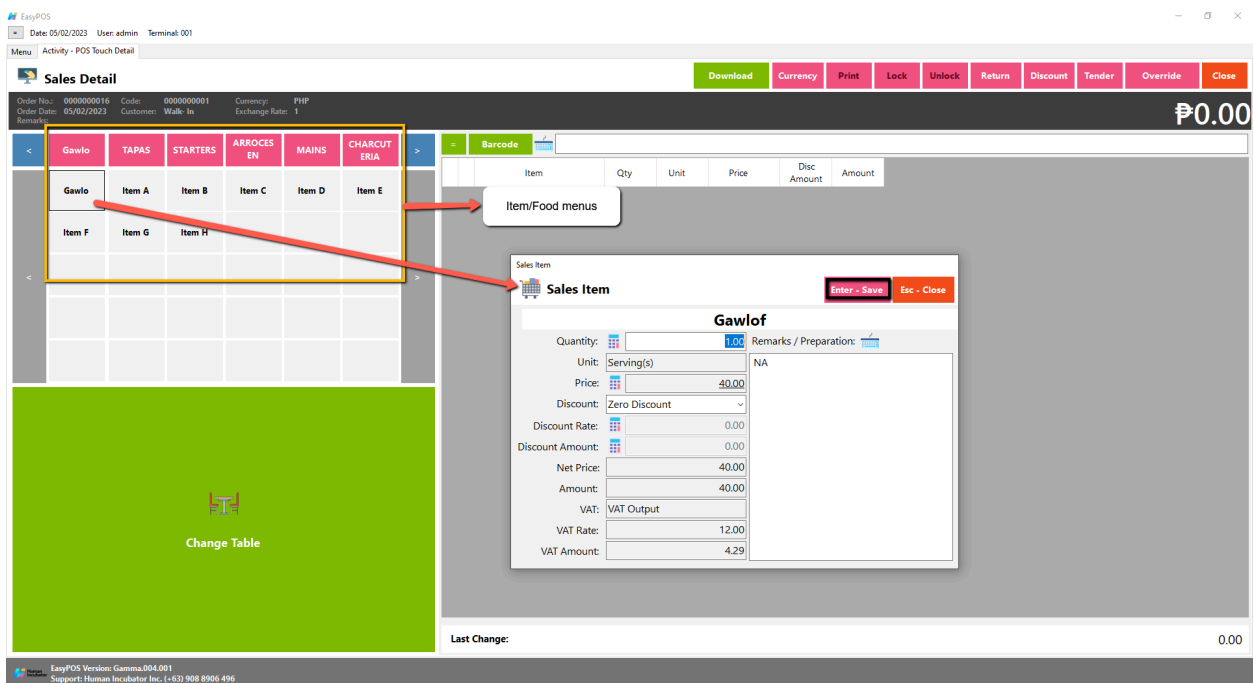 EasyPOS
Date: 05/02/2023 User: admin Terminal: 001
Menu Activity - POS Touch Detail
Sales Detail
Download Currency Print Lock Unlock Return Discount Tender Override Close
Order No.: 0000000016 Code: 0000000001 Currency: PHP
Order Date: 05/02/2023 Customer: Walk- In Exchange Rate: 1
Remarks:
₱0.00
< Gawlo TAPAS STARTERS ARROCES EN MAINS CHARCUT ERIA >
= Barcode
Item Qty Unit Price Disc Amount Amount
Gawlo Item A Item B Item C Item D Item E
Item F Item G Item H
< >
Item/Food menus
Sales Item
Sales Item
Enter - Save Esc - Close
Gawlof
Quantity: 1.00 Remarks / Preparation:
Unit: Serving(s) NA
Price: 40.00
Discount: Zero Discount
Discount Rate: 0.00
Discount Amount: 0.00
Net Price: 40.00
Amount: 40.00
VAT: VAT Output
VAT Rate: 12.00
VAT Amount: 4.29
Change Table
Last Change: 0.00
Human Incubator
EasyPOS Version: Gamma.004.001
Support: Human Incubator Inc. (+63) 908 8906 496